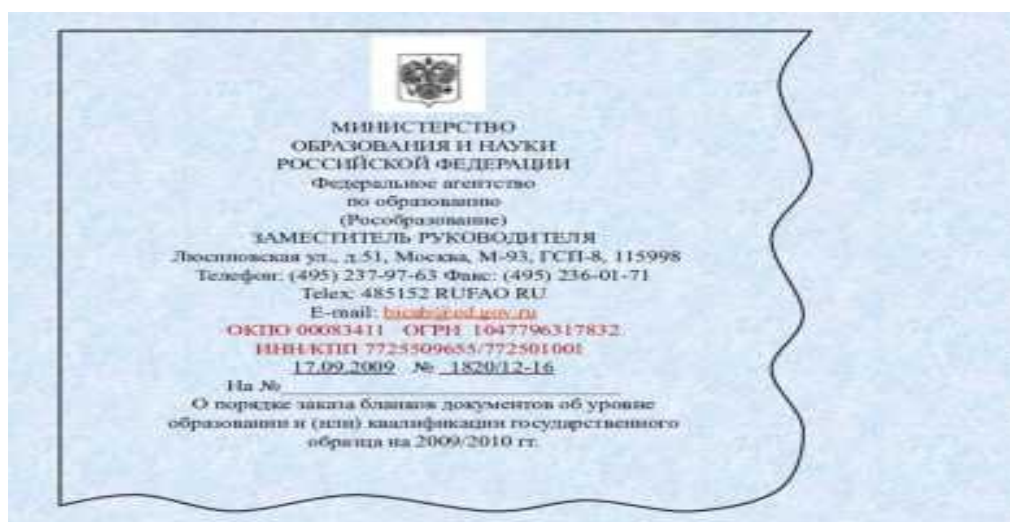 МИНИСТЕРСТВО
ОБРАЗОВАНИЯ И НАУКИ
РОССИЙСКОЙ ФЕДЕРАЦИИ
Федеральное агентство
по образованию
(Рособразование)
ЗАМЕСТИТЕЛЬ РУКОВОДИТЕЛЯ
Люсиновская ул., д.51, Москва, М-93, ГСП-8, 115998
Телефон: (495) 237-97-63 Факс: (495) 236-01-71
Telex: 485152 RUFAO RU
E-mail:
ОКПО 00083411 ОГРН 1047796317832
ИНН/КПП 7725509655/772501001
17.09.2009 № 1820/12-16
На №
О порядке заказа бланков документов об уровне
образовании и (или) квалификации государственного
образца на 2009/2010 гг.